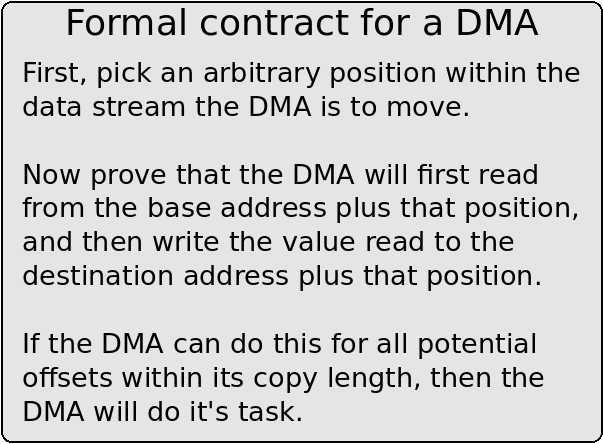 Formal contract for a DMA
First, pick an arbitrary position within the
data stream the DMA is to move.
Now prove that the DMA will first read
from the base address plus that position,
and then write the value read to the
destination address plus that position.
If the DMA can do this for all potential
offsets within its copy length, then the
DMA will do it's task.